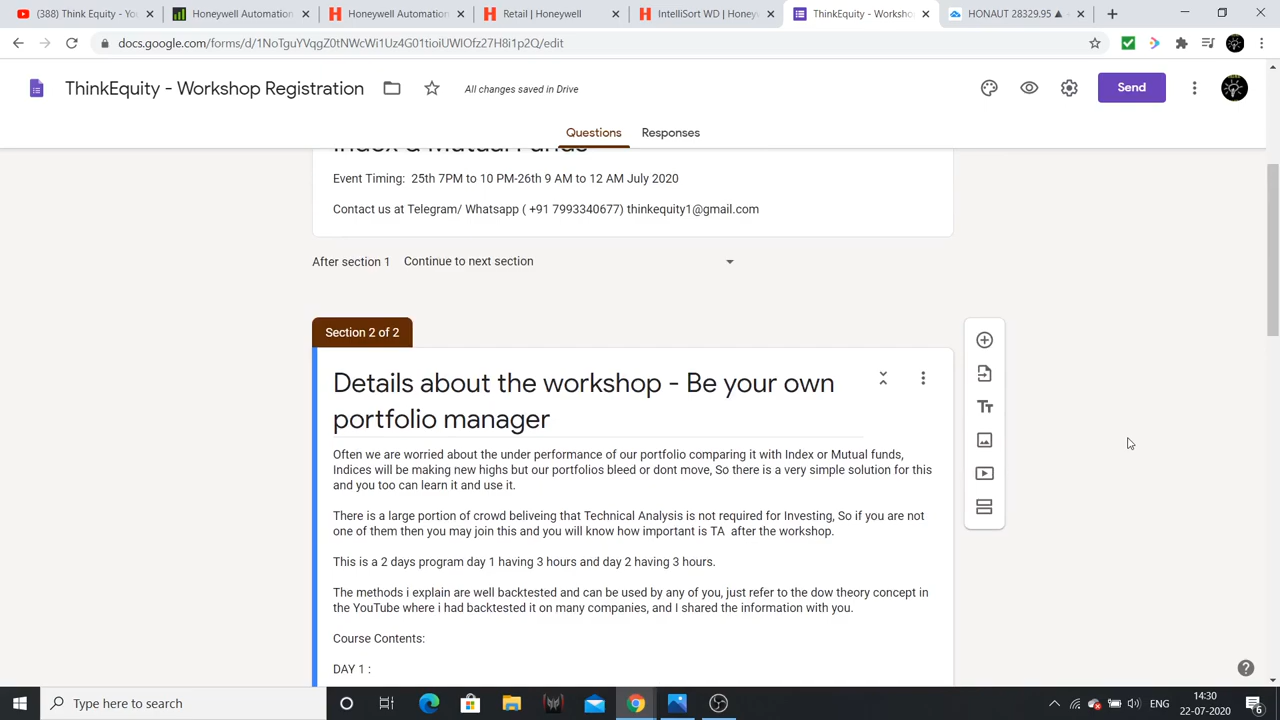 (388) Think Equity - You
Honeywell Automation
Honeywell Automation
Retail | Honeywell
IntelliSort WD | Honey
ThinkEquity - Worksho
HONAUT 28329.95 ▲
docs.google.com/forms/d/1NoTguYVqgZ0tNWcWi1Uz4G01tioiUWIOfz27H8i1p2Q/edit
ThinkEquity - Workshop Registration
All changes saved in Drive
Send
Questions
Responses
Index & Mutual Funds
Event Timing: 25th 7PM to 10 PM-26th 9 AM to 12 AM July 2020
Contact us at Telegram/ Whatsapp ( +91 7993340677) thinkequity1@gmail.com
After section 1 Continue to next section
Section 2 of 2
Details about the workshop - Be your own
portfolio manager
Often we are worried about the under performance of our portfolio comparing it with Index or Mutual funds,
Indices will be making new highs but our portfolios bleed or dont move, So there is a very simple solution for this
and you too can learn it and use it.
There is a large portion of crowd beliveing that Technical Analysis is not required for Investing, So if you are not
one of them then you may join this and you will know how important is TA after the workshop.
This is a 2 days program day 1 having 3 hours and day 2 having 3 hours.
The methods i explain are well backtested and can be used by any of you, just refer to the dow theory concept in
the YouTube where i had backtested it on many companies, and I shared the information with you.
Course Contents:
DAY 1 :
Type here to search
ENG
14:30
22-07-2020
6